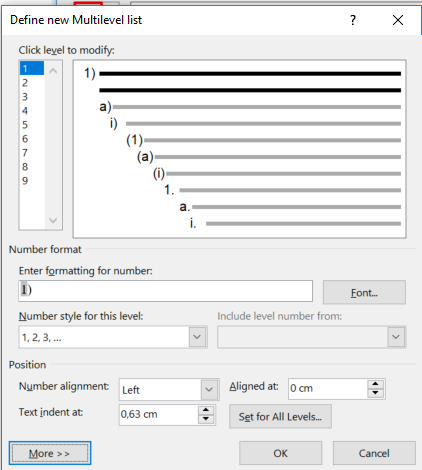 Define new Multilevel list ? ×
Click level to modify:
1
2
3
4
5
6
7
8
9
1)
a)
i)
(1)
(a)
(i)
1.
a.
i.
Number format
Enter formatting for number:
1)
Font...
Number style for this level:
Include level number from:
1, 2, 3, ...
Position
Number alignment: Left Aligned at: 0 cm
Text indent at: 0,63 cm Set for All Levels...
More >> OK Cancel